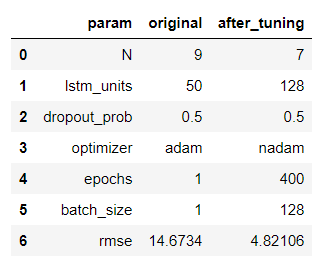 param original after_tuning
0 N 9 7
1 lstm_units 50 128
2 dropout_prob 0.5 0.5
3 optimizer adam nadam
4 epochs 1 400
5 batch_size 1 128
6 rmse 14.6734 4.82106